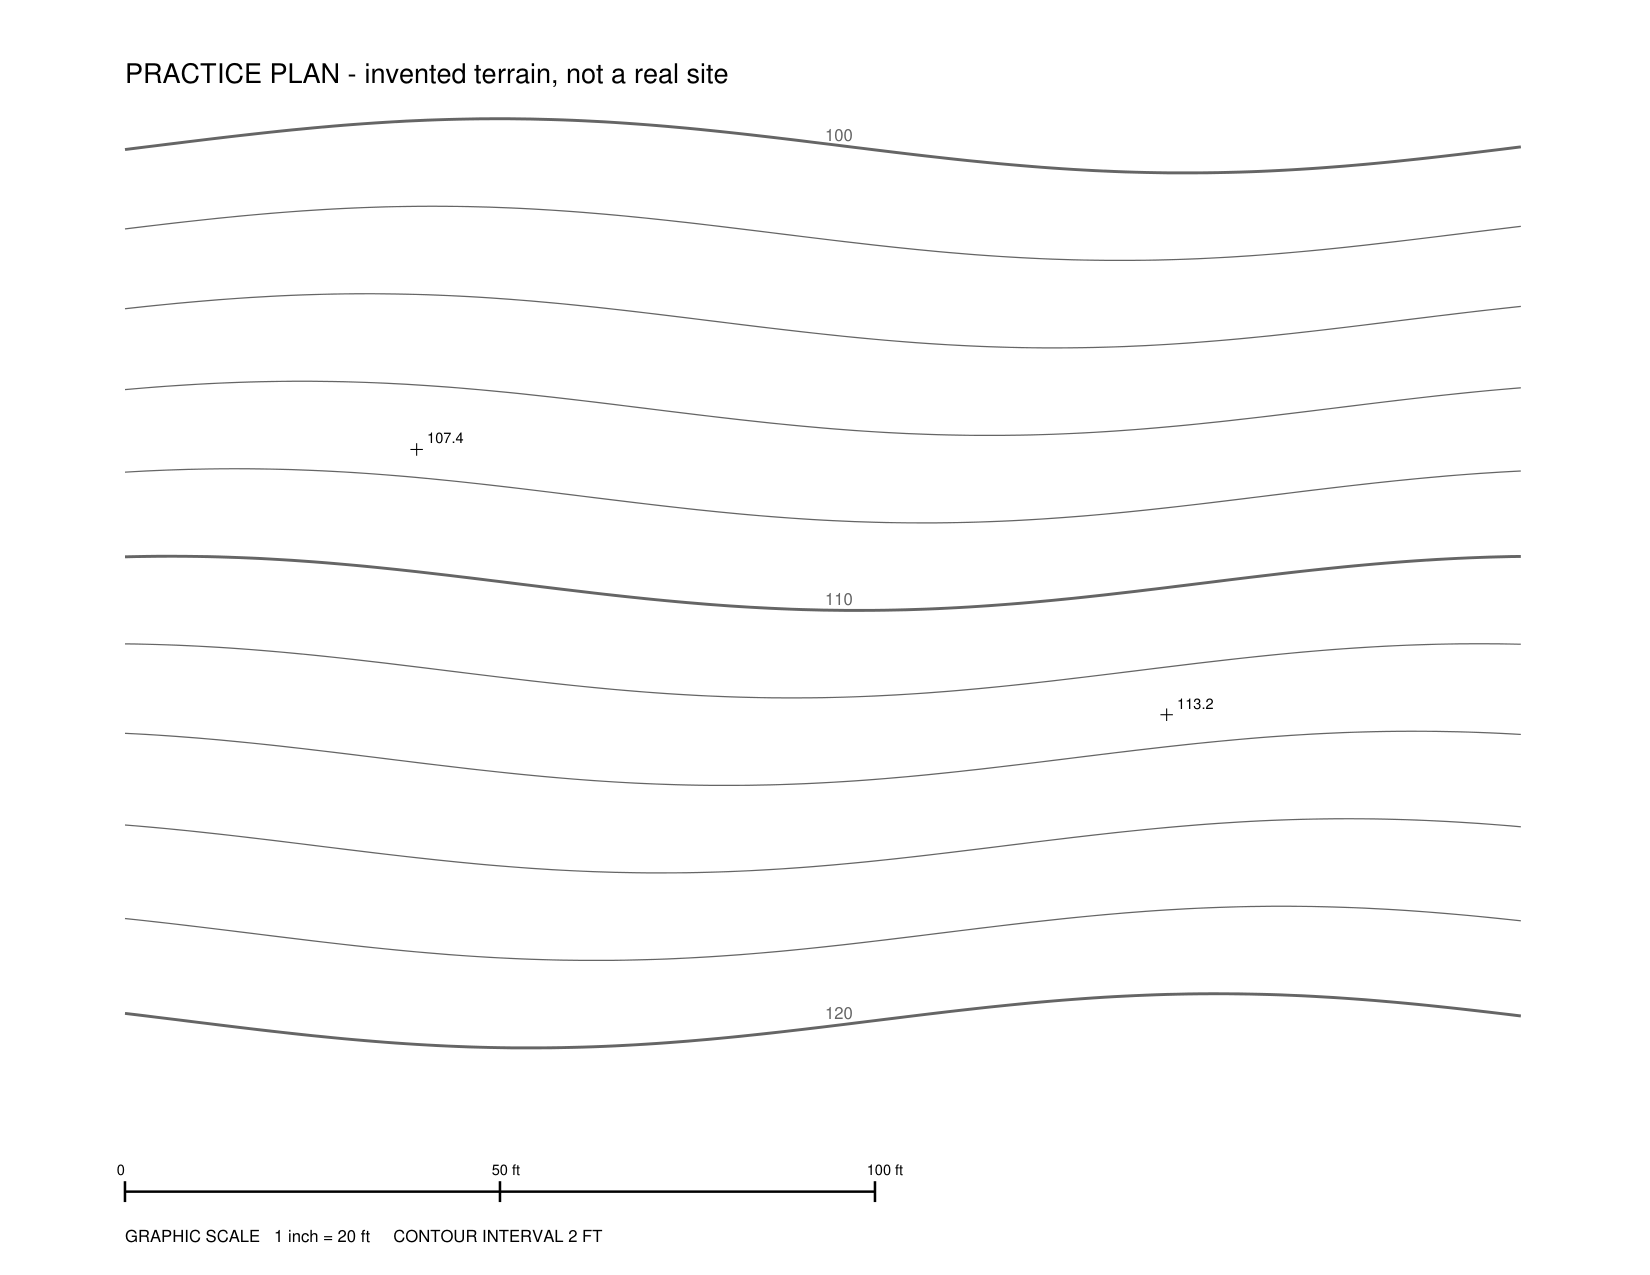 PRACTICE PLAN - invented terrain, not a real site
100
107.4
110
113.2
120
0 50 ft 100 ft
GRAPHIC SCALE 1 inch = 20 ft CONTOUR INTERVAL 2 FT